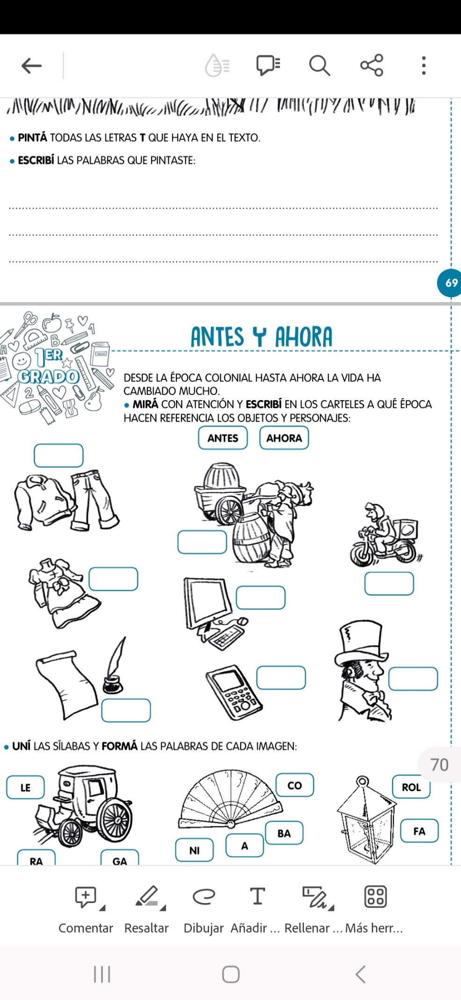 • PINTÁ TODAS LAS LETRAS T QUE HAYA EN EL TEXTO.
• ESCRIBÍ LAS PALABRAS QUE PINTASTE:
69
1ER
GRADO
A
B
1
2
ANTES Y AHORA
DESDE LA ÉPOCA COLONIAL HASTA AHORA LA VIDA HA
CAMBIADO MUCHO.
• MIRÁ CON ATENCIÓN Y ESCRIBÍ EN LOS CARTELES A QUÉ ÉPOCA
HACEN REFERENCIA LOS OBJETOS Y PERSONAJES:
ANTES AHORA
• UNÍ LAS SÍLABAS Y FORMÁ LAS PALABRAS DE CADA IMAGEN:
70
LE
RA
GA
CO
BA
NI
A
ROL
FA
Comentar Resaltar Dibujar Añadir ... Rellenar ... Más herr...